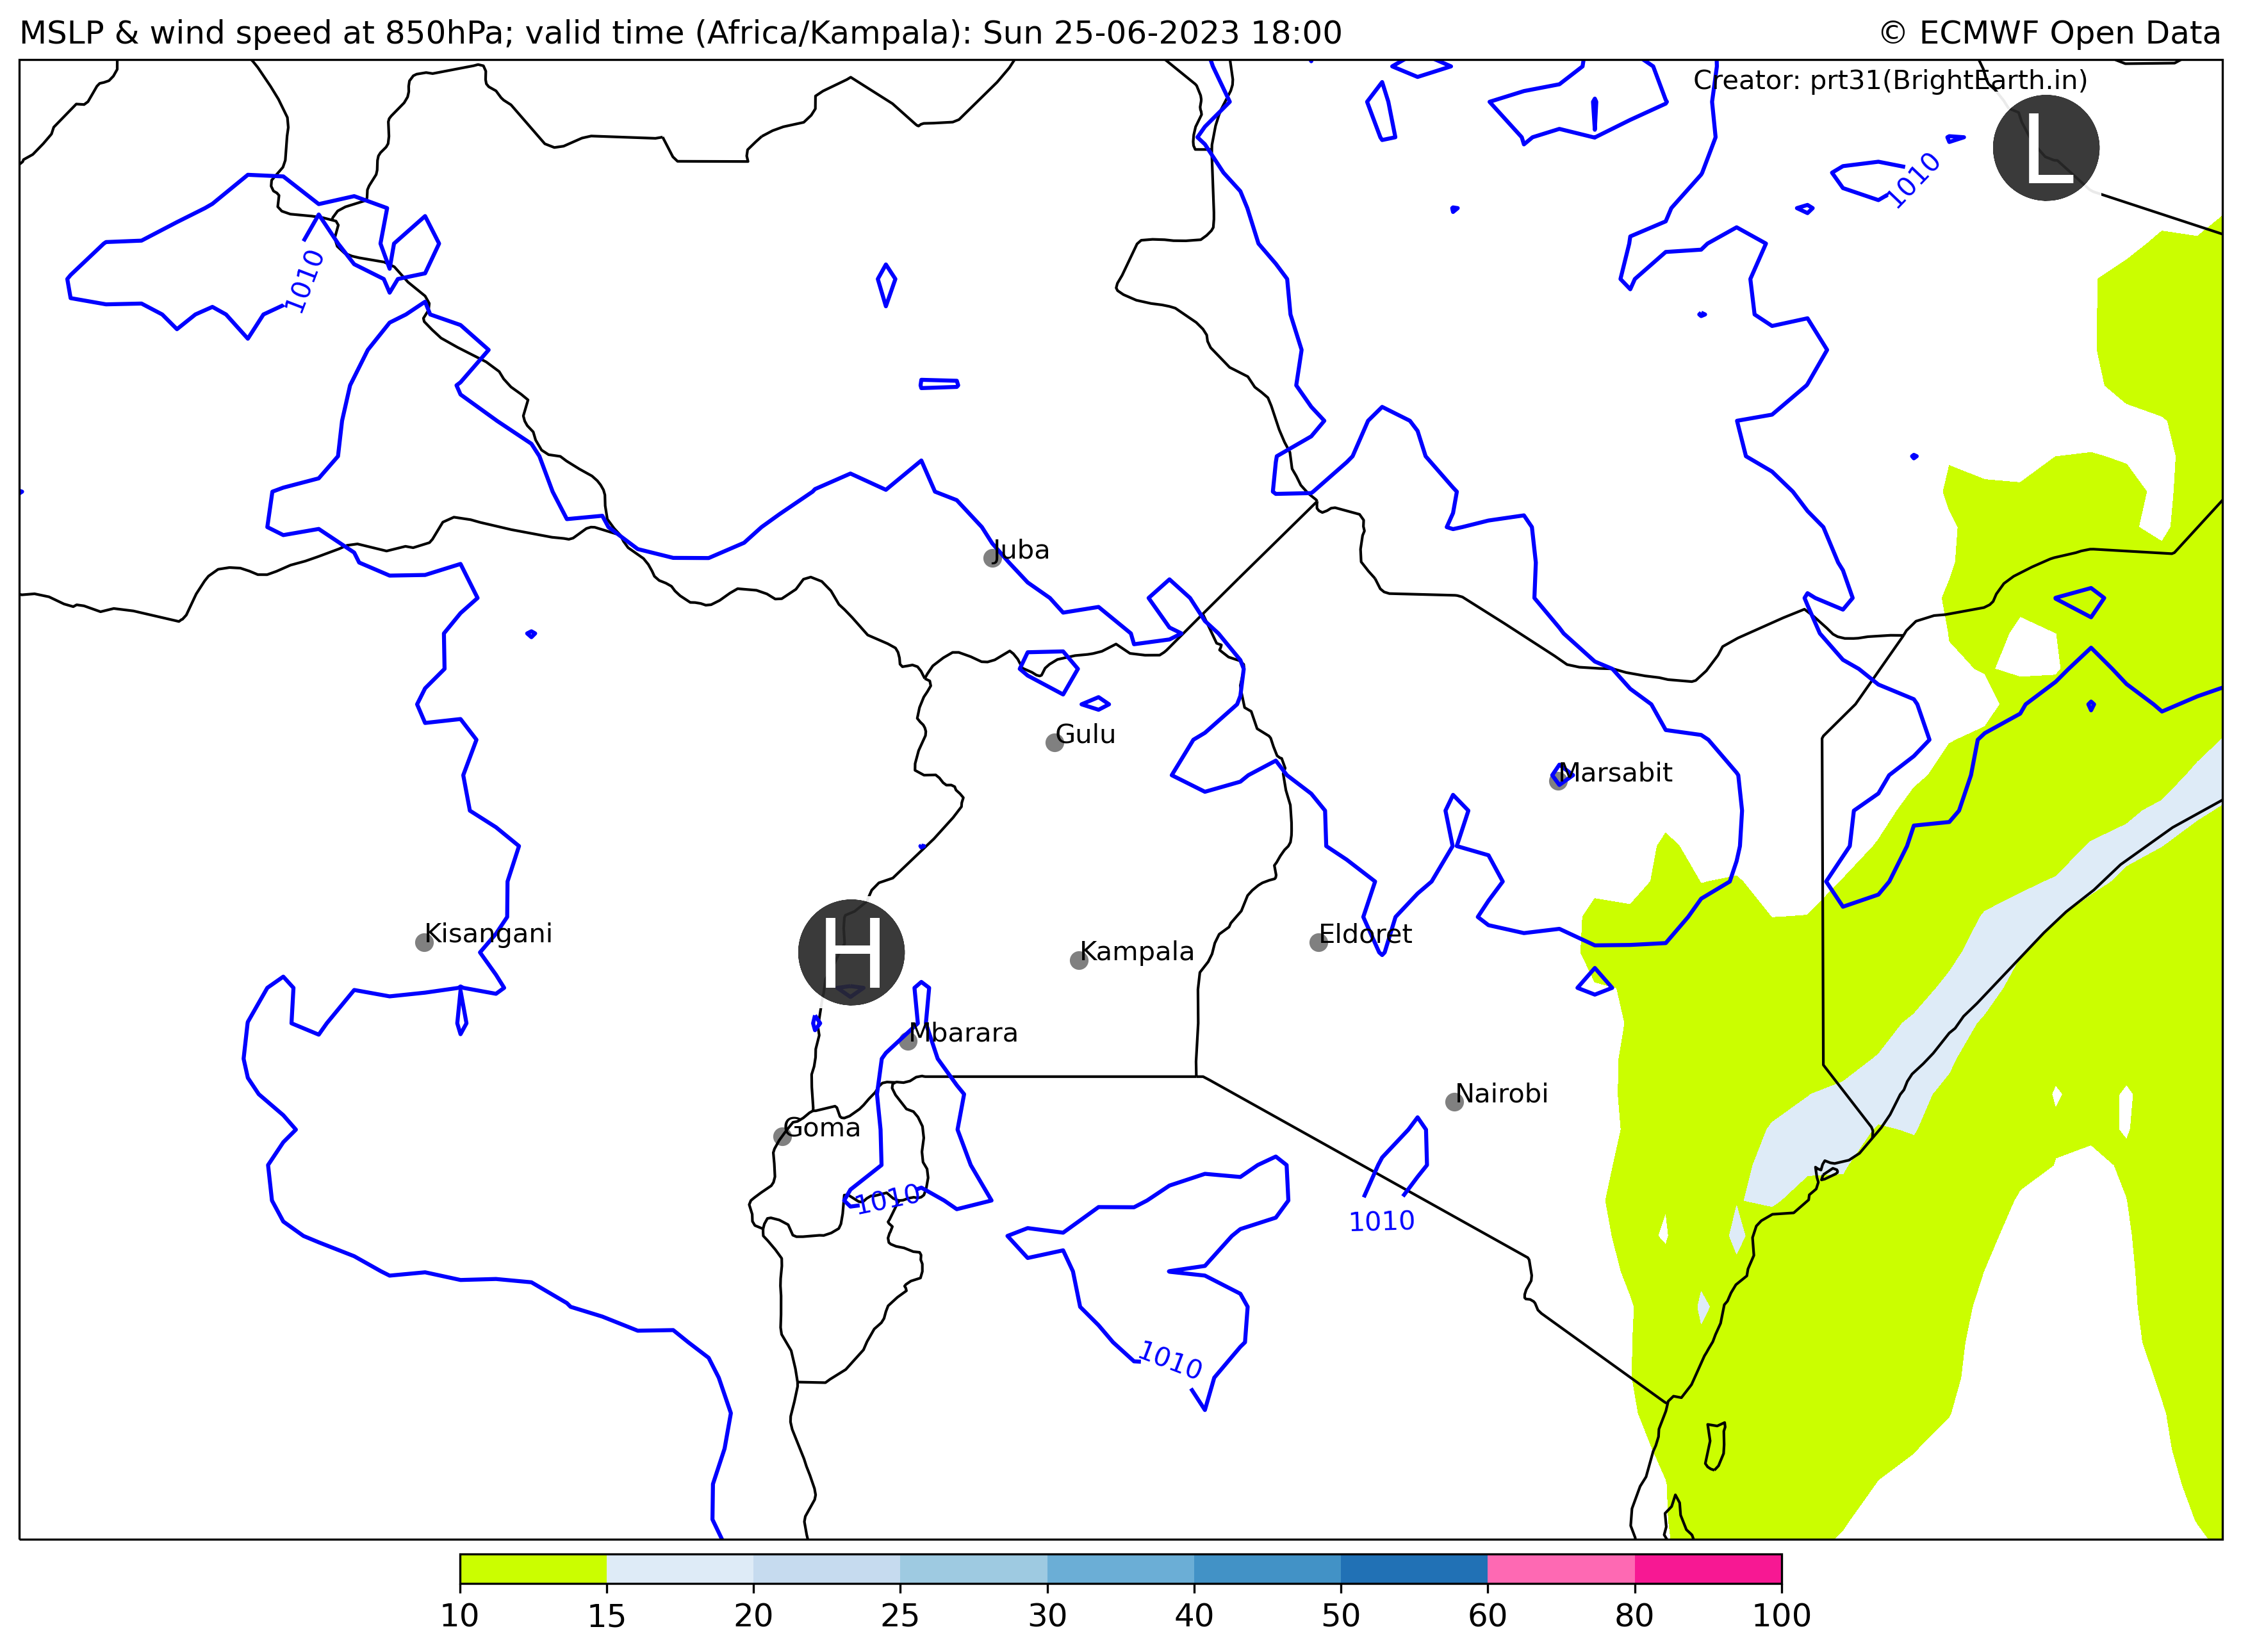 MSLP & wind speed at 850hPa; valid time (Africa/Kampala): Sun 25-06-2023 18:00
© ECMWF Open Data
Creator: prt31(BrightEarth.in)
L
1010
1010
Juba
Gulu
Marsabit
Kisangani
Eldoret
H
Kampala
Mbarara
Nairobi
Goma
1010
1010
1010
10 15 20 25 30 40 50 60 80 100